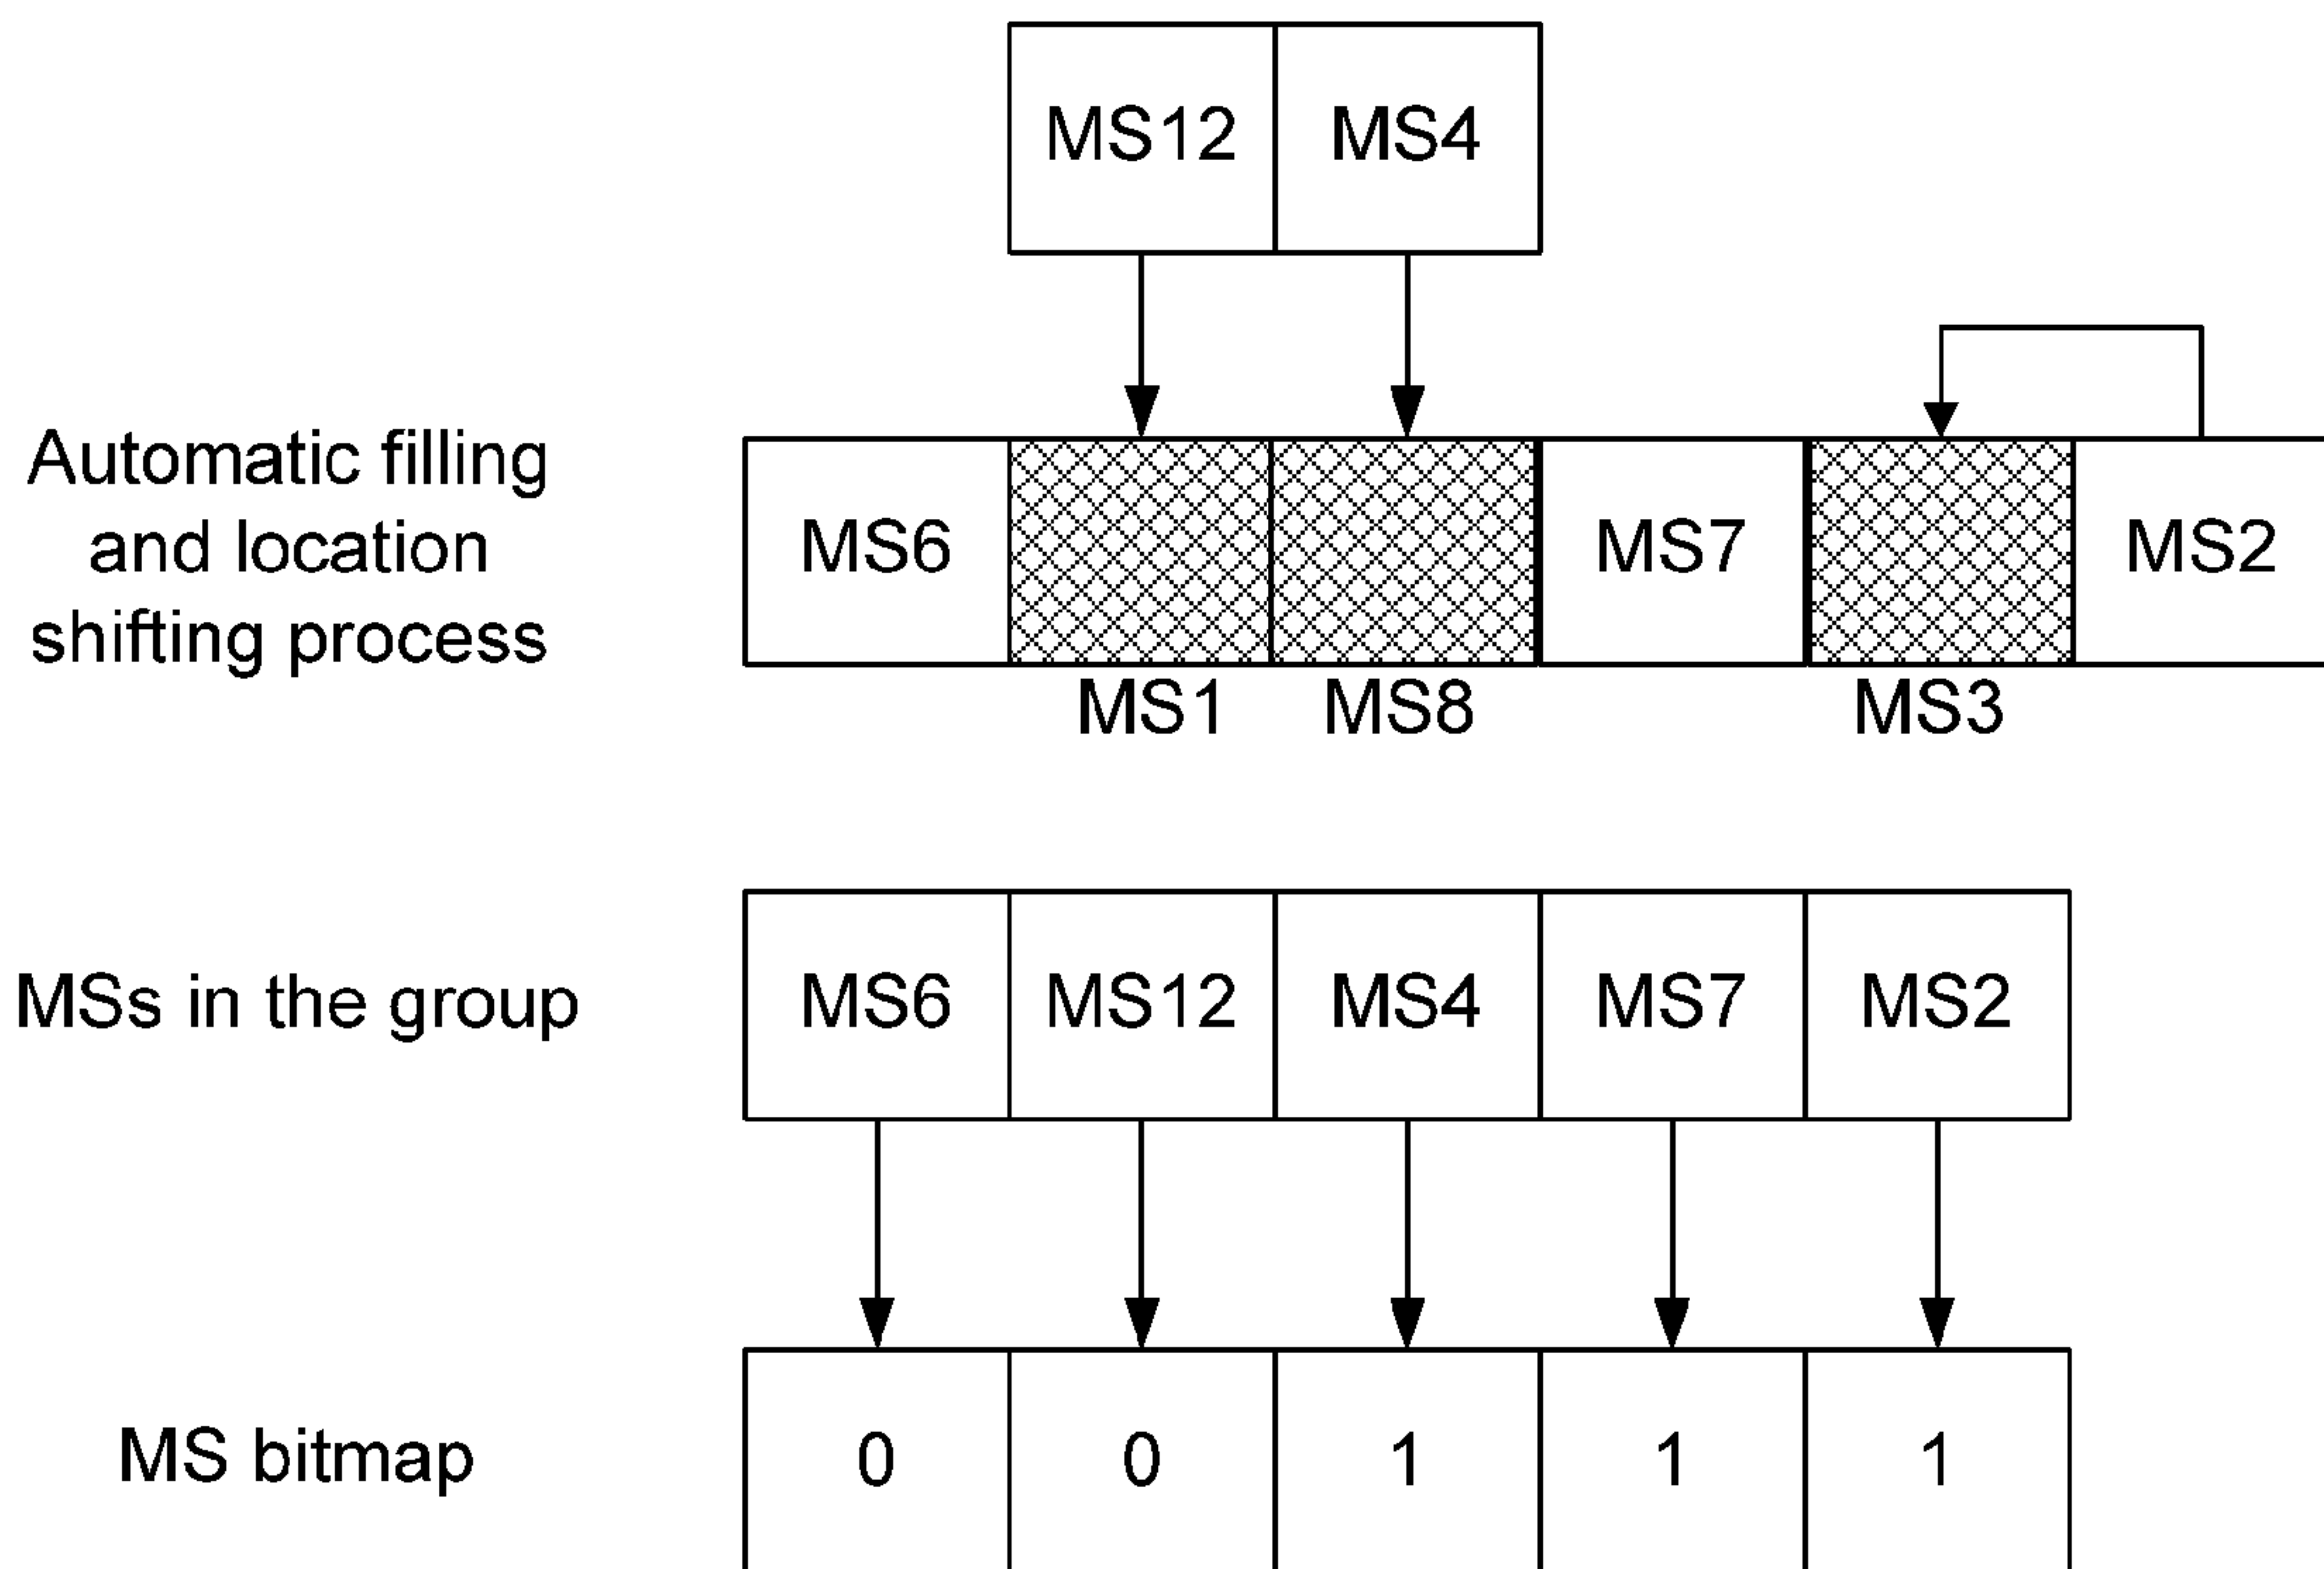 MS12 MS4
Automatic filling
and location
shifting process
MS6 MS7 MS2
MS1 MS8 MS3
MSs in the group
MS6 MS12 MS4 MS7 MS2
MS bitmap
0 0 1 1 1